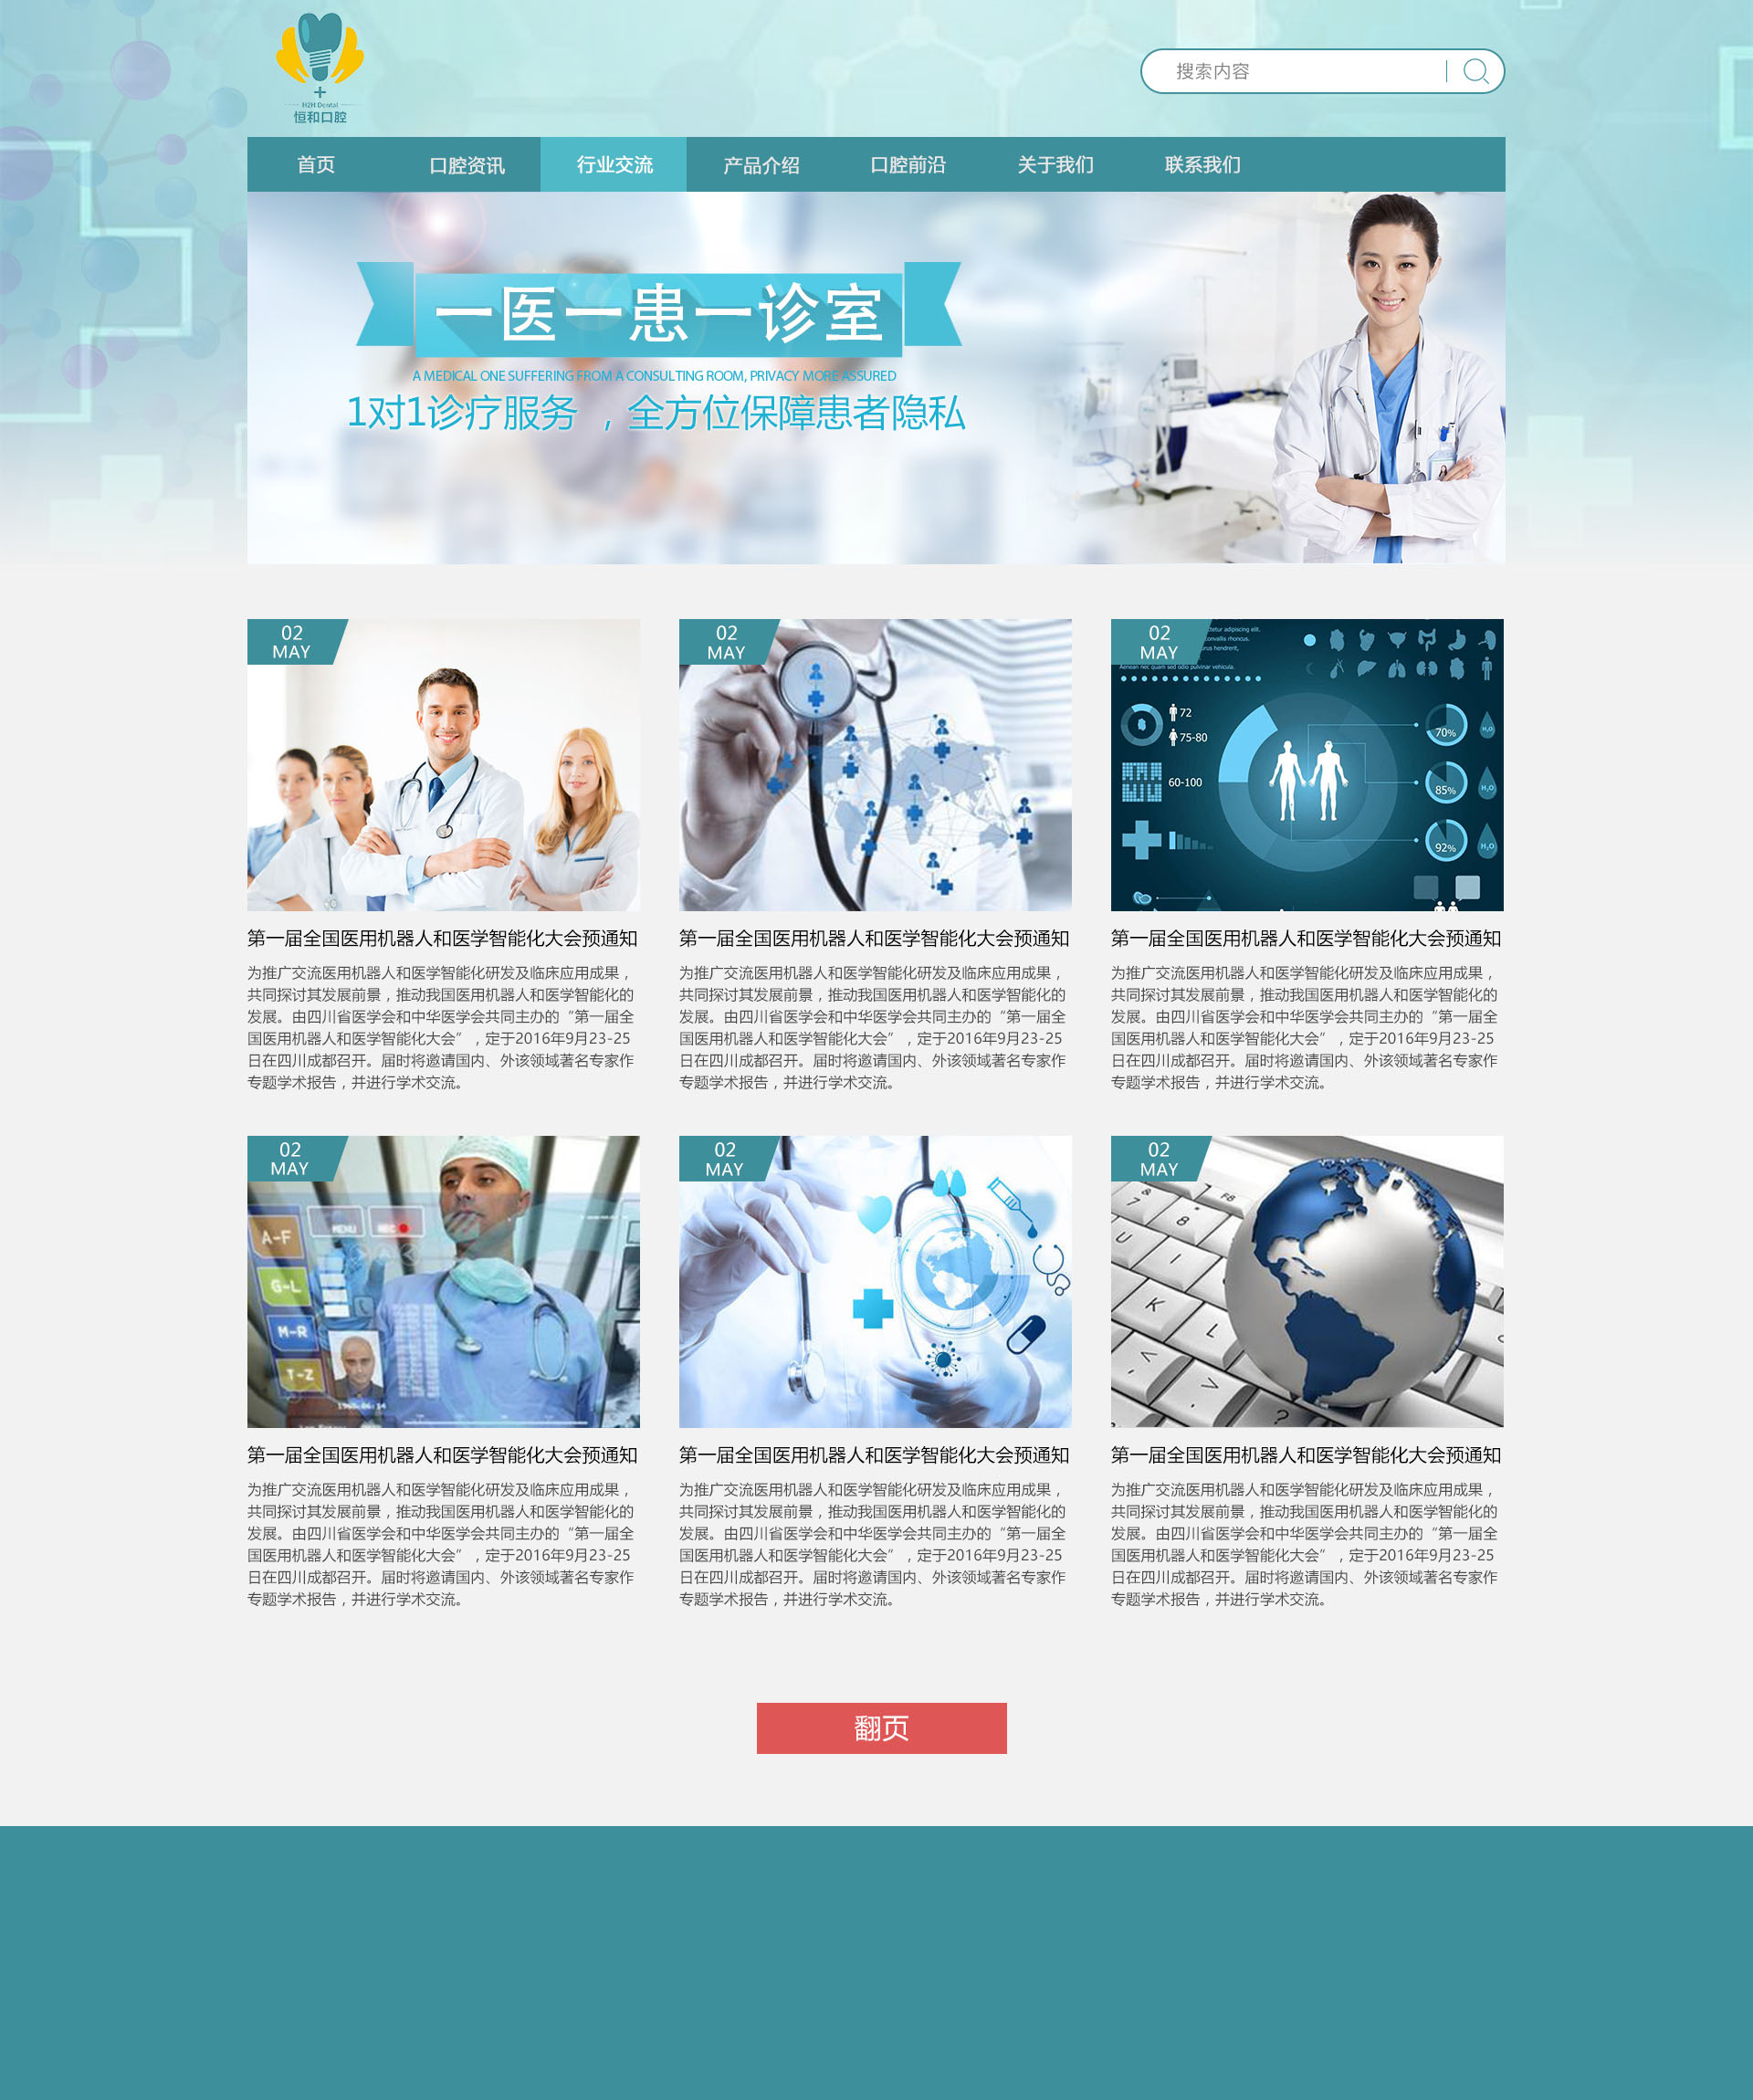 H2H Dental
恒和口腔
搜索内容
首页 口腔资讯 行业交流 产品介绍 口腔前沿 关于我们 联系我们
一医一患一诊室
A MEDICAL ONE SUFFERING FROM A CONSULTING ROOM, PRIVACY MORE ASSURED
1对1诊疗服务 ，全方位保障患者隐私
02
MAY
第一届全国医用机器人和医学智能化大会预通知
为推广交流医用机器人和医学智能化研发及临床应用成果，
共同探讨其发展前景，推动我国医用机器人和医学智能化的
发展。由四川省医学会和中华医学会共同主办的“第一届全
国医用机器人和医学智能化大会”，定于2016年9月23-25
日在四川成都召开。届时将邀请国内、外该领域著名专家作
专题学术报告，并进行学术交流。
02
MAY
第一届全国医用机器人和医学智能化大会预通知
为推广交流医用机器人和医学智能化研发及临床应用成果，
共同探讨其发展前景，推动我国医用机器人和医学智能化的
发展。由四川省医学会和中华医学会共同主办的“第一届全
国医用机器人和医学智能化大会”，定于2016年9月23-25
日在四川成都召开。届时将邀请国内、外该领域著名专家作
专题学术报告，并进行学术交流。
02
MAY
adipiscing elit.
convallis rhoncus.
hendrerit,
Aenean nec quam sed odio pulvinar vehicula.
72
75-80
60-100
70%
H₂O
85%
H₂O
92%
H₂O
第一届全国医用机器人和医学智能化大会预通知
为推广交流医用机器人和医学智能化研发及临床应用成果，
共同探讨其发展前景，推动我国医用机器人和医学智能化的
发展。由四川省医学会和中华医学会共同主办的“第一届全
国医用机器人和医学智能化大会”，定于2016年9月23-25
日在四川成都召开。届时将邀请国内、外该领域著名专家作
专题学术报告，并进行学术交流。
02
MAY
MENU
REC
A-F
G-L
M-R
T-Z
第一届全国医用机器人和医学智能化大会预通知
为推广交流医用机器人和医学智能化研发及临床应用成果，
共同探讨其发展前景，推动我国医用机器人和医学智能化的
发展。由四川省医学会和中华医学会共同主办的“第一届全
国医用机器人和医学智能化大会”，定于2016年9月23-25
日在四川成都召开。届时将邀请国内、外该领域著名专家作
专题学术报告，并进行学术交流。
02
MAY
第一届全国医用机器人和医学智能化大会预通知
为推广交流医用机器人和医学智能化研发及临床应用成果，
共同探讨其发展前景，推动我国医用机器人和医学智能化的
发展。由四川省医学会和中华医学会共同主办的“第一届全
国医用机器人和医学智能化大会”，定于2016年9月23-25
日在四川成都召开。届时将邀请国内、外该领域著名专家作
专题学术报告，并进行学术交流。
02
MAY
F8
7
8
U
I
K
L
?
第一届全国医用机器人和医学智能化大会预通知
为推广交流医用机器人和医学智能化研发及临床应用成果，
共同探讨其发展前景，推动我国医用机器人和医学智能化的
发展。由四川省医学会和中华医学会共同主办的“第一届全
国医用机器人和医学智能化大会”，定于2016年9月23-25
日在四川成都召开。届时将邀请国内、外该领域著名专家作
专题学术报告，并进行学术交流。
翻页